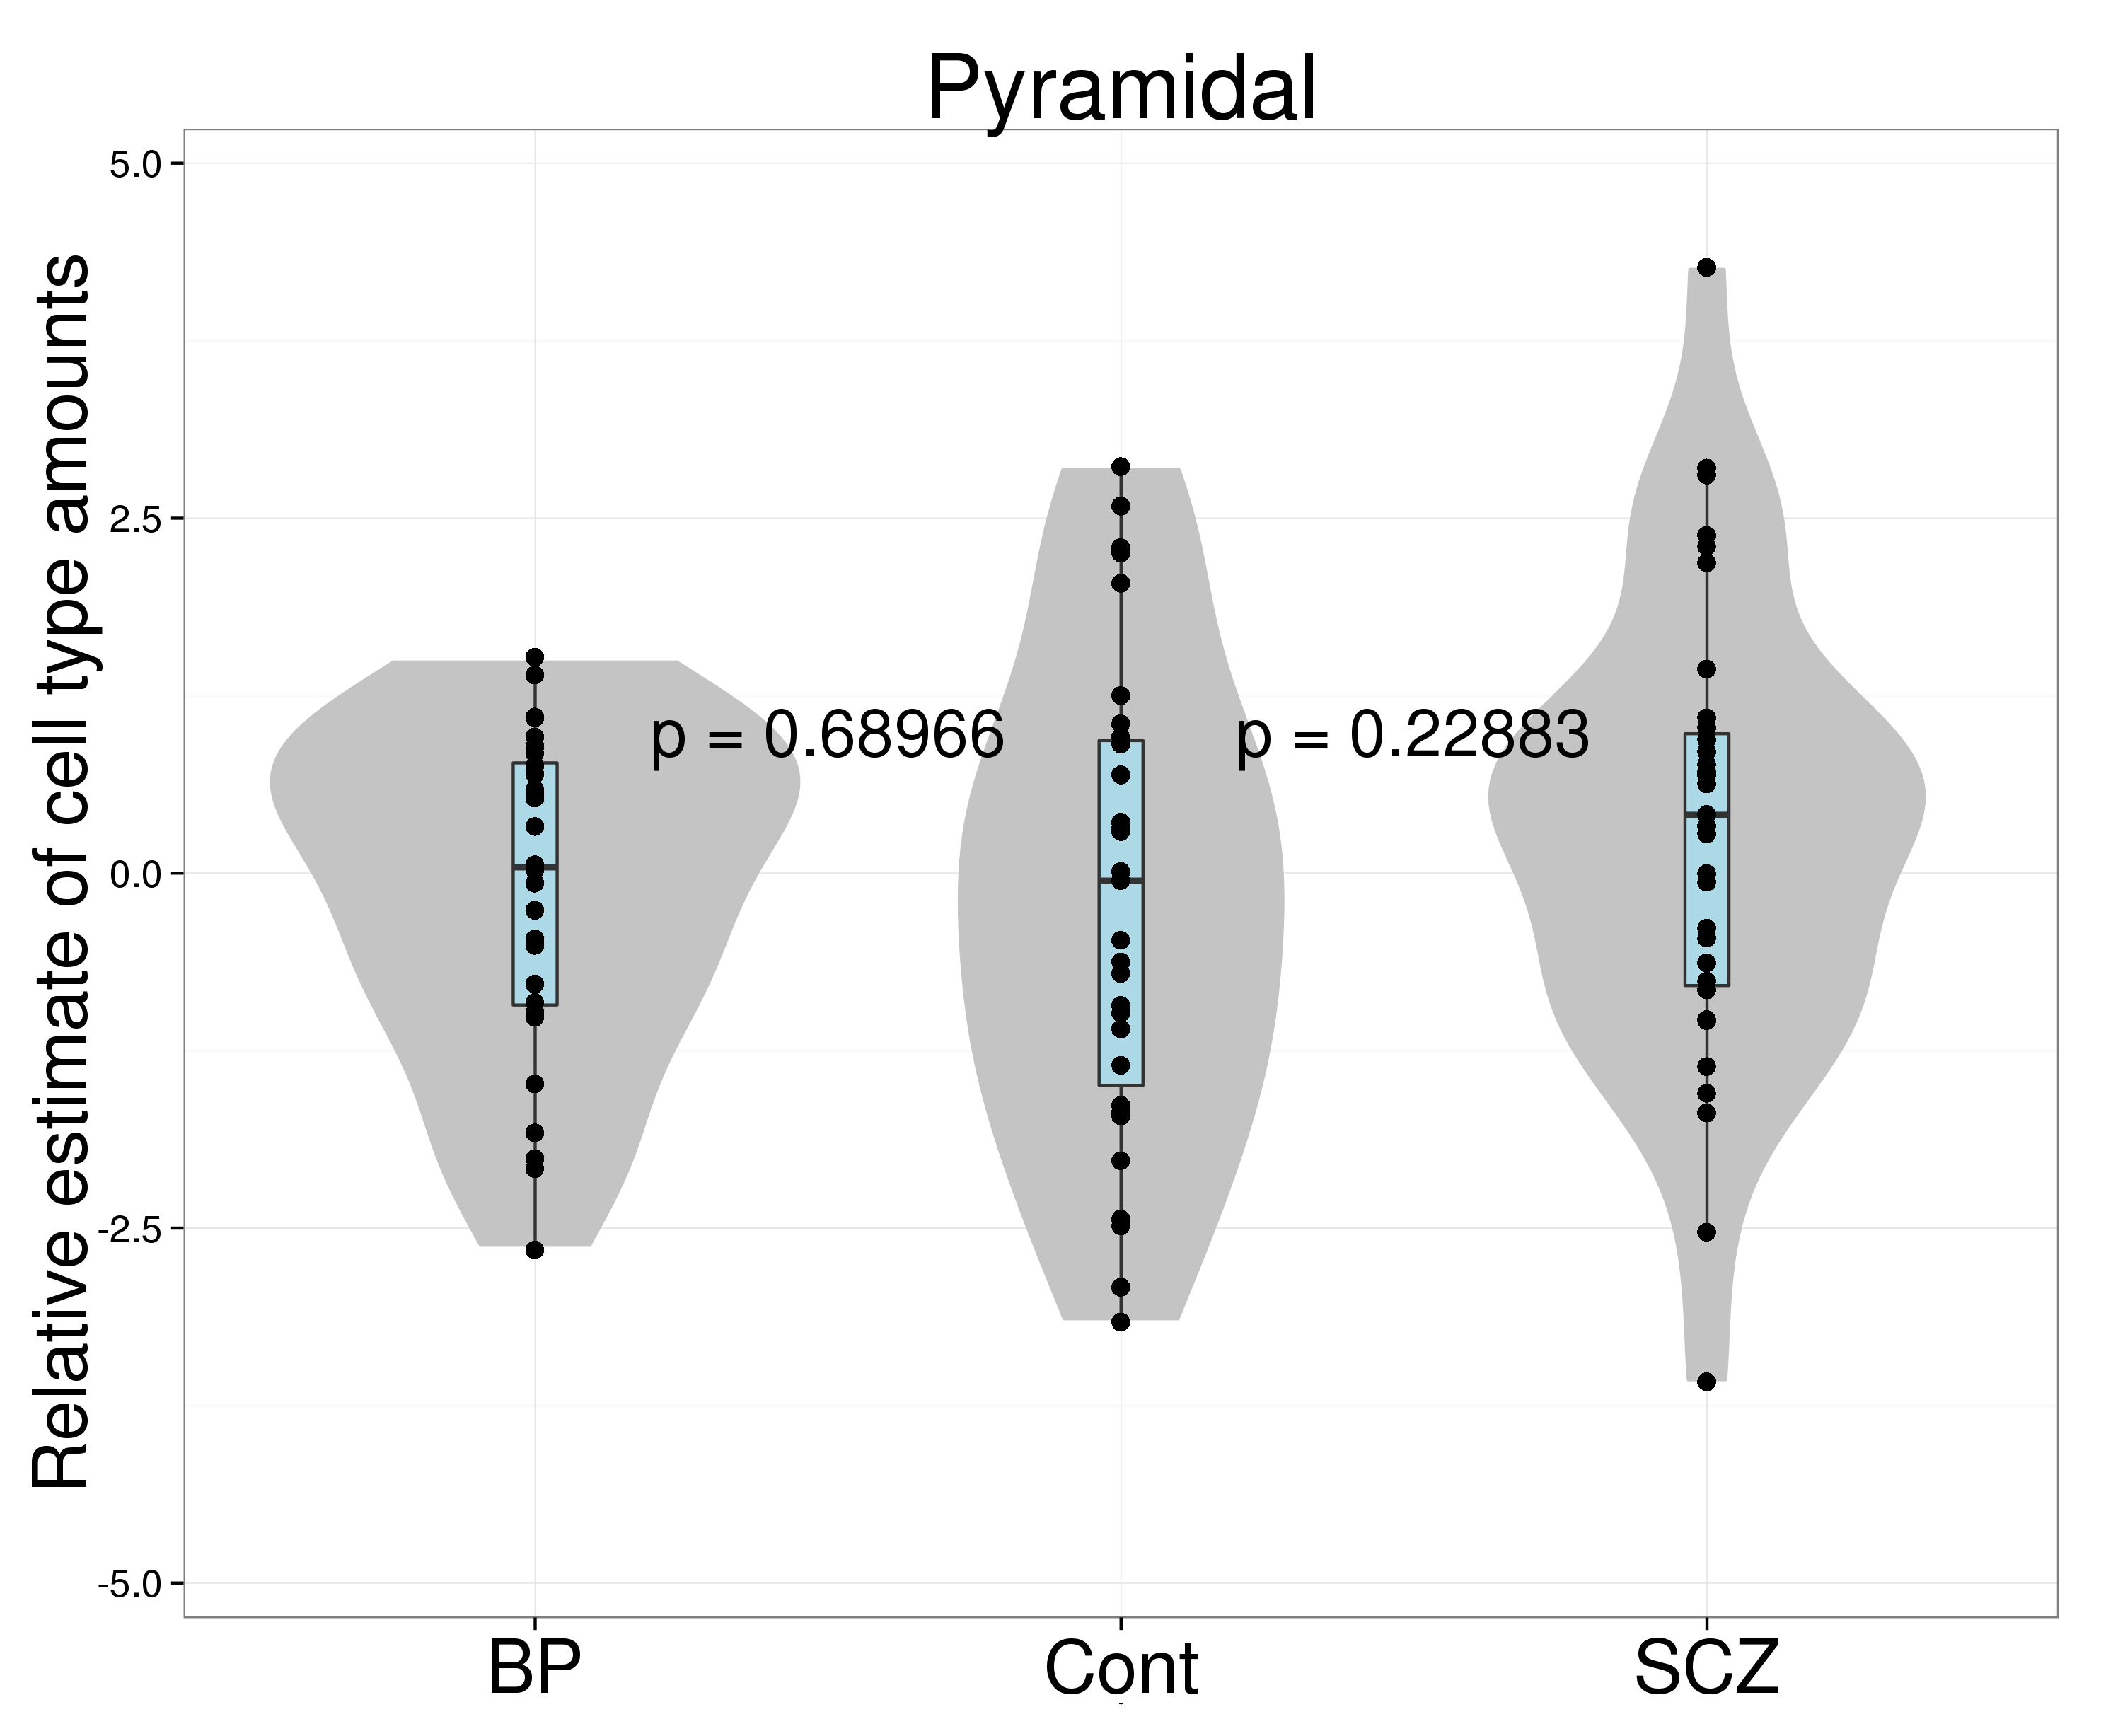 Pyramidal
Relative estimate of cell type amounts
5.0
2.5
0.0
-2.5
-5.0
p = 0.68966
p = 0.22883
BP
Cont
SCZ